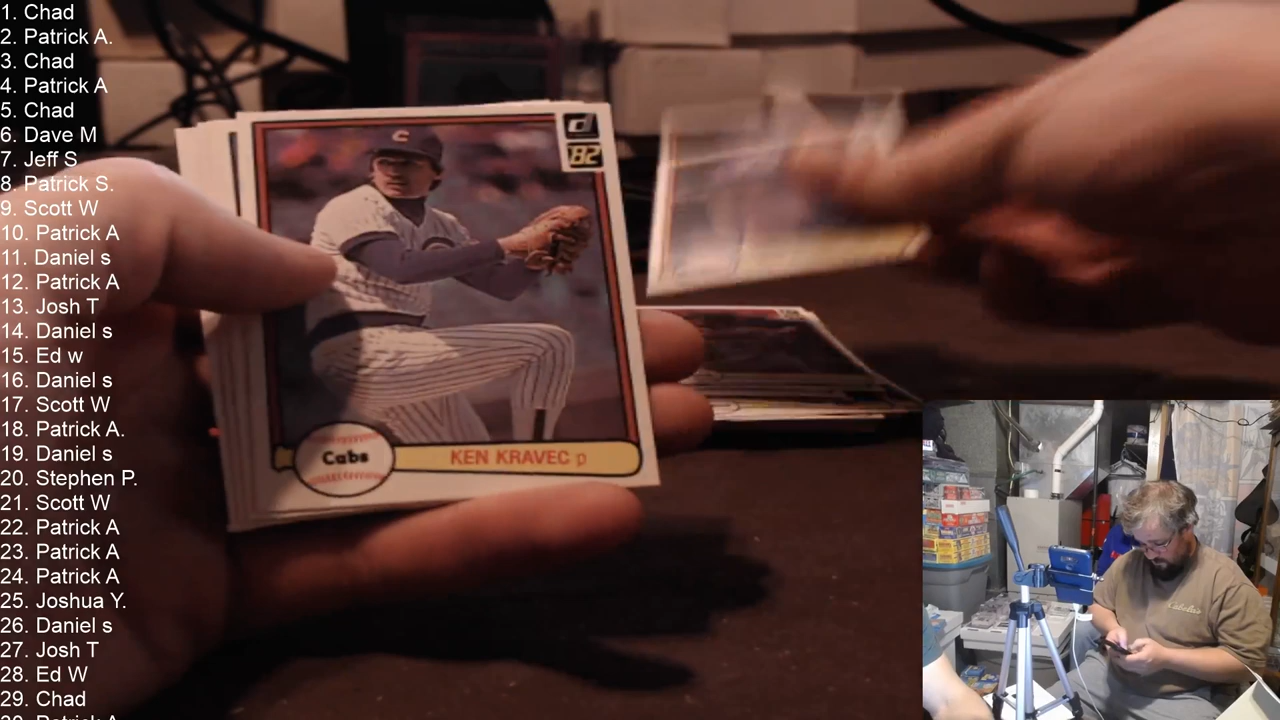 1. Chad
2. Patrick A.
3. Chad
4. Patrick A
5. Chad
6. Dave M
7. Jeff S
8. Patrick S.
9. Scott W
10. Patrick A
11. Daniel s
12. Patrick A
13. Josh T
14. Daniel s
15. Ed w
16. Daniel s
17. Scott W
18. Patrick A.
19. Daniel s
20. Stephen P.
21. Scott W
22. Patrick A
23. Patrick A
24. Patrick A
25. Joshua Y.
26. Daniel s
27. Josh T
28. Ed W
29. Chad
30. Patrick A
C
d
82
Cubs
KEN KRAVEC p
Cabela's